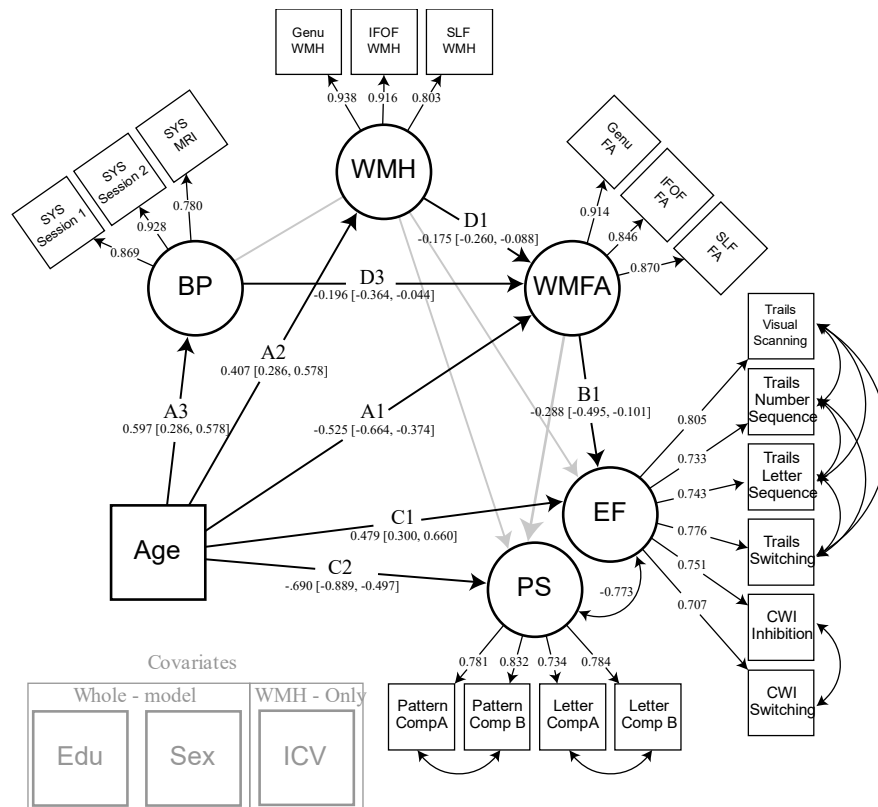 Genu
WMH
IFOF
WMH
SLF
WMH
0.938
0.916
0.803
SYS
Session 1
SYS
Session 2
SYS
MRI
0.869
0.928
0.780
WMH
BP
Genu
FA
IFOF
FA
SLF
FA
0.914
0.846
0.870
D1
-0.175 [-0.260, -0.088]
WMFA
D3
-0.196 [-0.364, -0.044]
A2
0.407 [0.286, 0.578]
A3
0.597 [0.286, 0.578]
A1
-0.525 [-0.664, -0.374]
B1
-0.288 [-0.495, -0.101]
Trails
Visual
Scanning
Trails
Number
Sequence
Trails
Letter
Sequence
Trails
Switching
CWI
Inhibition
CWI
Switching
0.805
0.733
0.743
0.776
0.751
0.707
EF
Age
C1
0.479 [0.300, 0.660]
C2
-.690 [-0.889, -0.497]
PS
-0.773
0.781
0.832
0.734
0.784
Pattern
CompA
Pattern
Comp B
Letter
CompA
Letter
Comp B
Covariates
Whole - model
WMH - Only
Edu
Sex
ICV